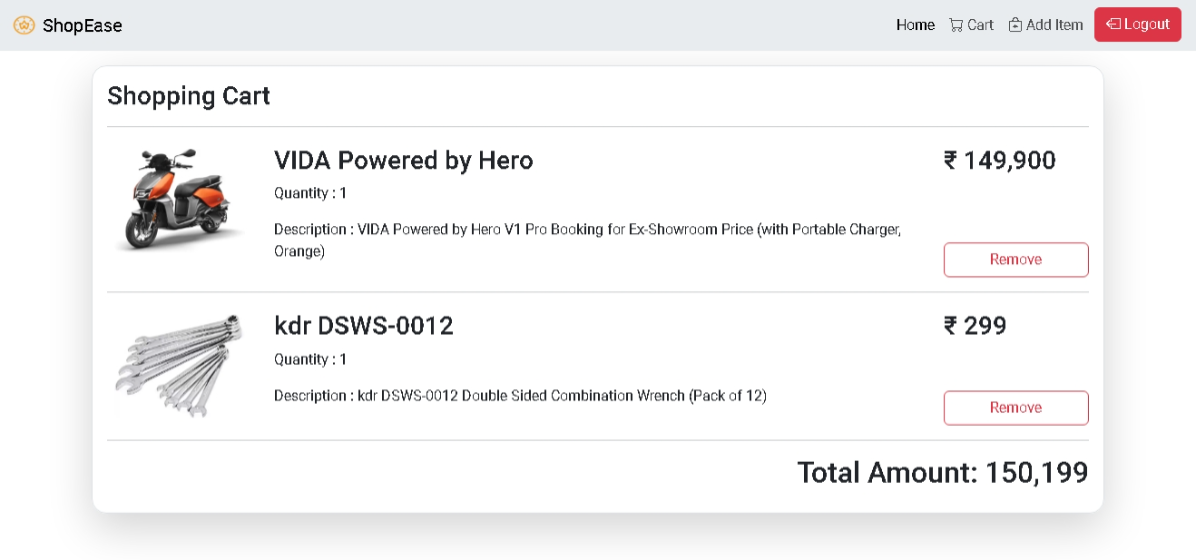 ShopEase
Home
Cart
Add Item
Logout
Shopping Cart
VIDA Powered by Hero
₹ 149,900
Quantity : 1
Description : VIDA Powered by Hero V1 Pro Booking for Ex-Showroom Price (with Portable Charger,
Orange)
Remove
kdr DSWS-0012
₹ 299
Quantity : 1
Description : kdr DSWS-0012 Double Sided Combination Wrench (Pack of 12)
Remove
Total Amount: 150,199